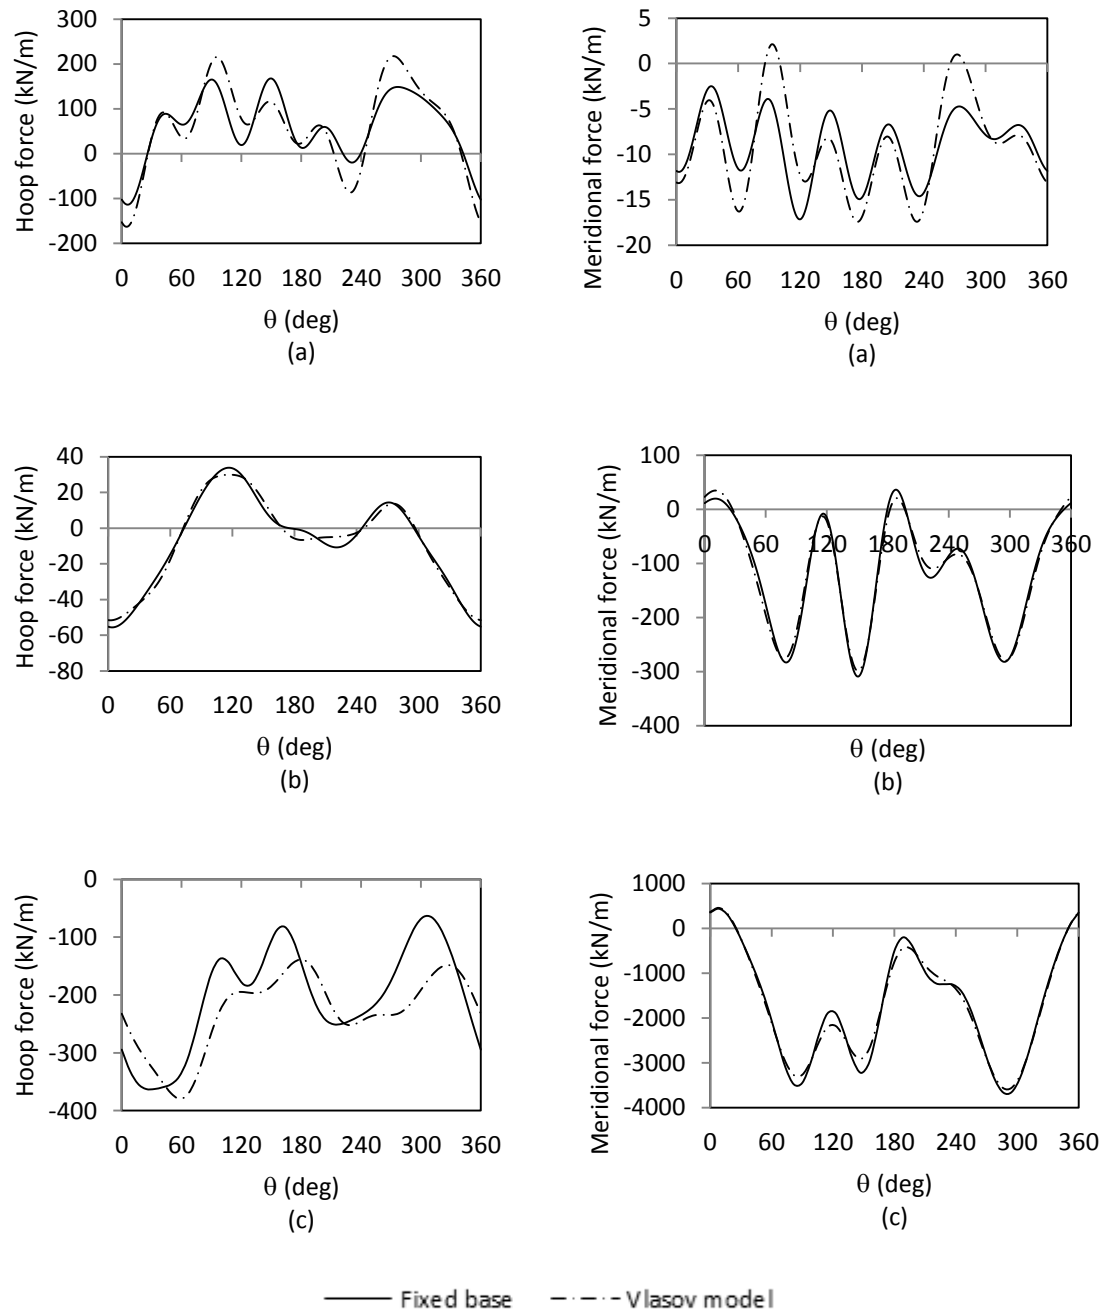 Hoop force (kN/m)
300
200
100
0
-100
-200
0 60 120 180 240 300 360
θ (deg)
(a)
Meridional force (kN/m)
5
0
-5
-10
-15
-20
0 60 120 180 240 300 360
θ (deg)
(a)
Hoop force (kN/m)
40
20
0
-20
-40
-60
-80
0 60 120 180 240 300 360
θ (deg)
(b)
Meridional force (kN/m)
100
0
-100
-200
-300
-400
0 60 120 180 240 300 360
θ (deg)
(b)
Hoop force (kN/m)
0
-100
-200
-300
-400
0 60 120 180 240 300 360
θ (deg)
(c)
Meridional force (kN/m)
1000
0
-1000
-2000
-3000
-4000
0 60 120 180 240 300 360
θ (deg)
(c)
Fixed base Vlasov model